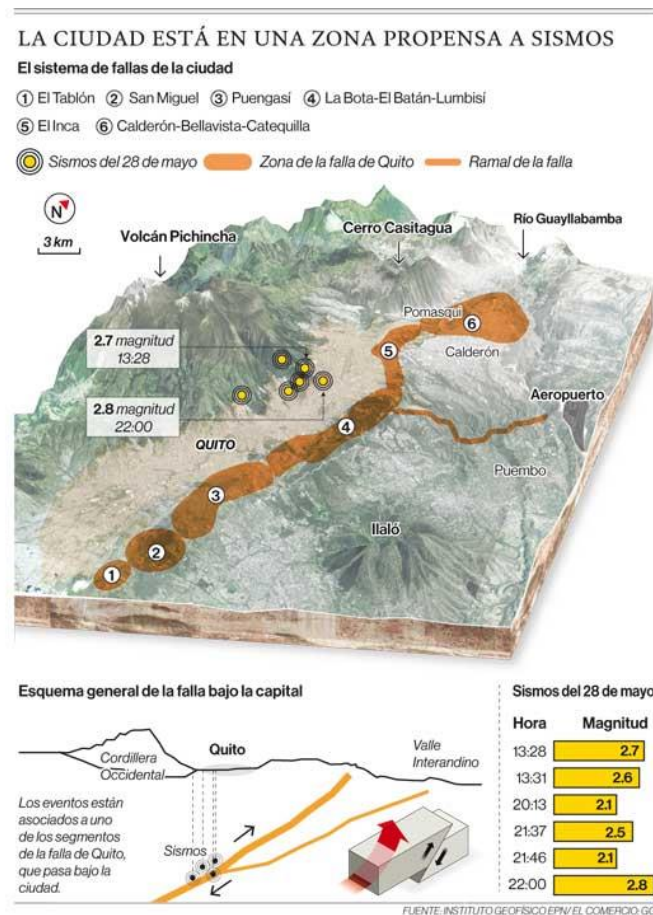 LA CIUDAD ESTÁ EN UNA ZONA PROPENSA A SISMOS
El sistema de fallas de la ciudad
1 El Tablón 2 San Miguel 3 Puengasí 4 La Bota-El Batán-Lumbisí
5 El Inca 6 Calderón-Bellavista-Catequilla
Sismos del 28 de mayo Zona de la falla de Quito Ramal de la falla
N
3 km
Volcán Pichincha
Cerro Casitagua
Río Guayllabamba
2.7 magnitud
13:28
Pomasqui
6
5
Calderón
2.8 magnitud
22:00
Aeropuerto
QUITO
4
Puembo
3
Ilaló
2
1
Esquema general de la falla bajo la capital
Cordillera
Occidental
Quito
Valle
Interandino
Los eventos están
asociados a uno
de los segmentos
de la falla de Quito,
que pasa bajo la
ciudad.
Sismos
Sismos del 28 de mayo
Hora Magnitud
13:28 2.7
13:31 2.6
20:13 2.1
21:37 2.5
21:46 2.1
22:00 2.8
FUENTE: INSTITUTO GEOFÍSICO EPN/ EL COMERCIO: GC